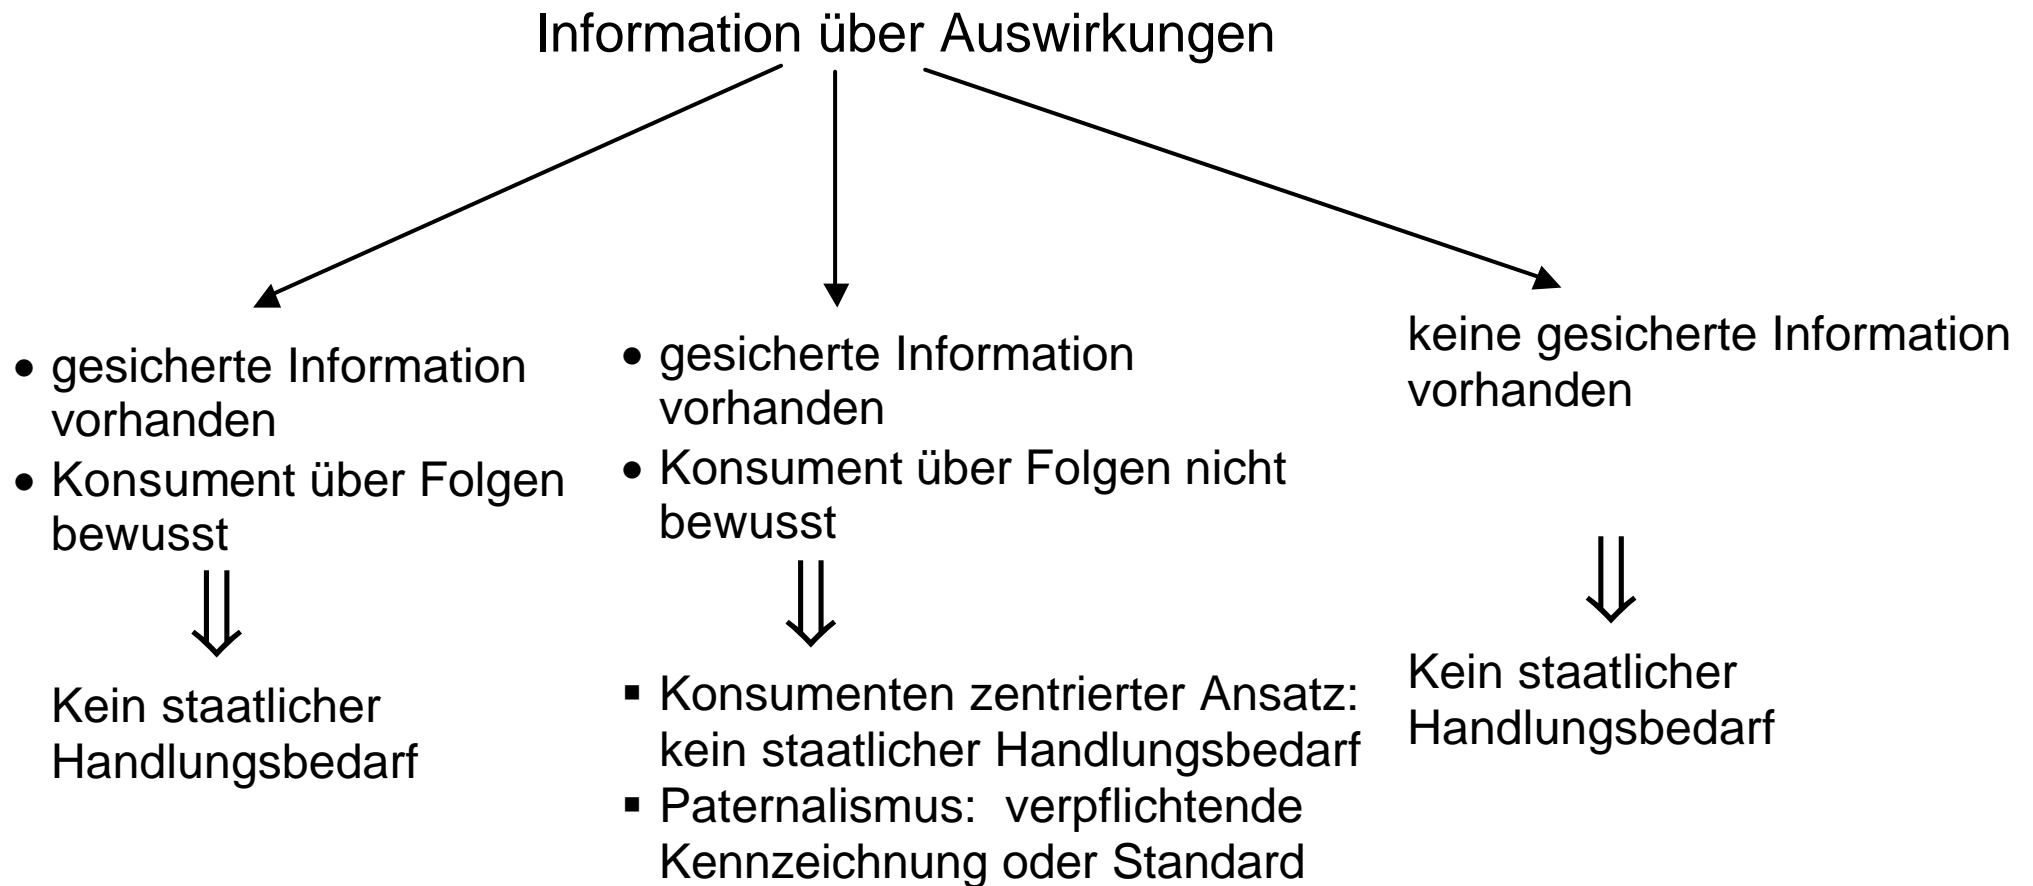 Information über Auswirkungen
• gesicherte Information
vorhanden
• Konsument über Folgen
bewusst
⇓
Kein staatlicher
Handlungsbedarf
• gesicherte Information
vorhanden
• Konsument über Folgen nicht
bewusst
⇓
▪ Konsumenten zentrierter Ansatz:
kein staatlicher Handlungsbedarf
▪ Paternalismus: verpflichtende
Kennzeichnung oder Standard
keine gesicherte Information
vorhanden
⇓
Kein staatlicher
Handlungsbedarf